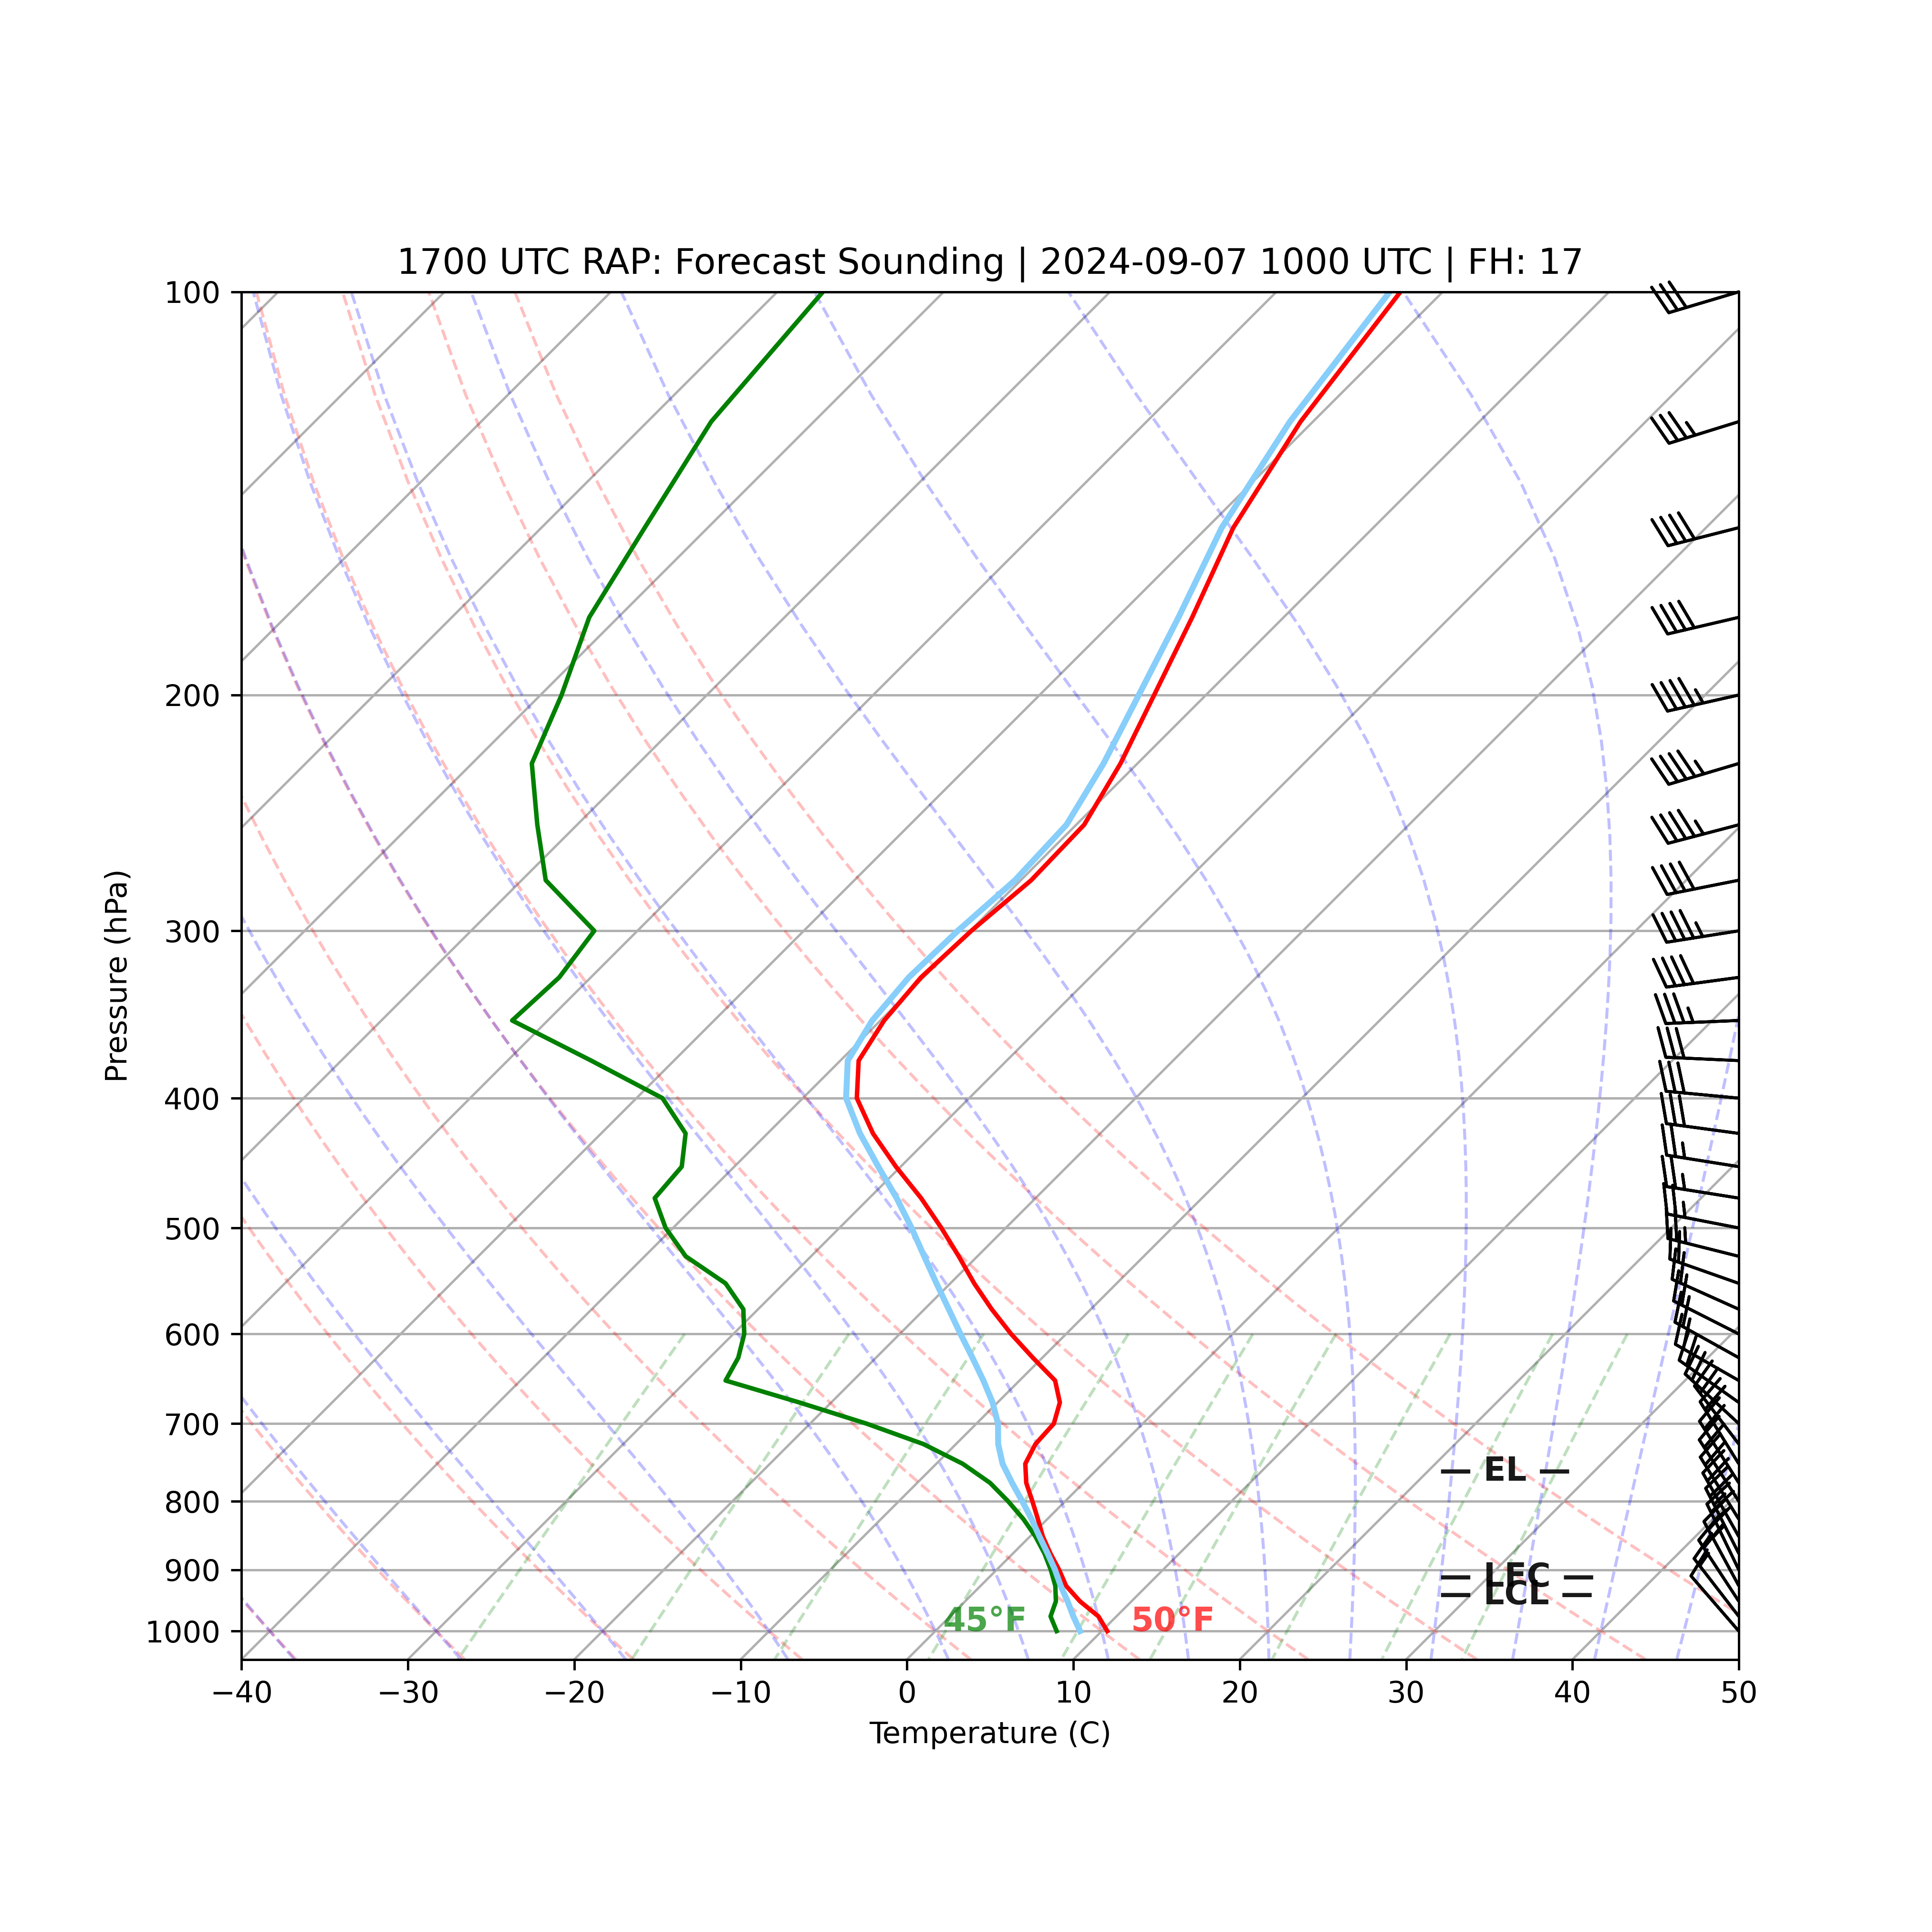 1700 UTC RAP: Forecast Sounding | 2024-09-07 1000 UTC | FH: 17
100
200
300
400
500
600
700
800
900
1000
Pressure (hPa)
— EL —
— LFC —
— LCL —
45°F
50°F
−40 −30 −20 −10 0 10 20 30 40 50
Temperature (C)